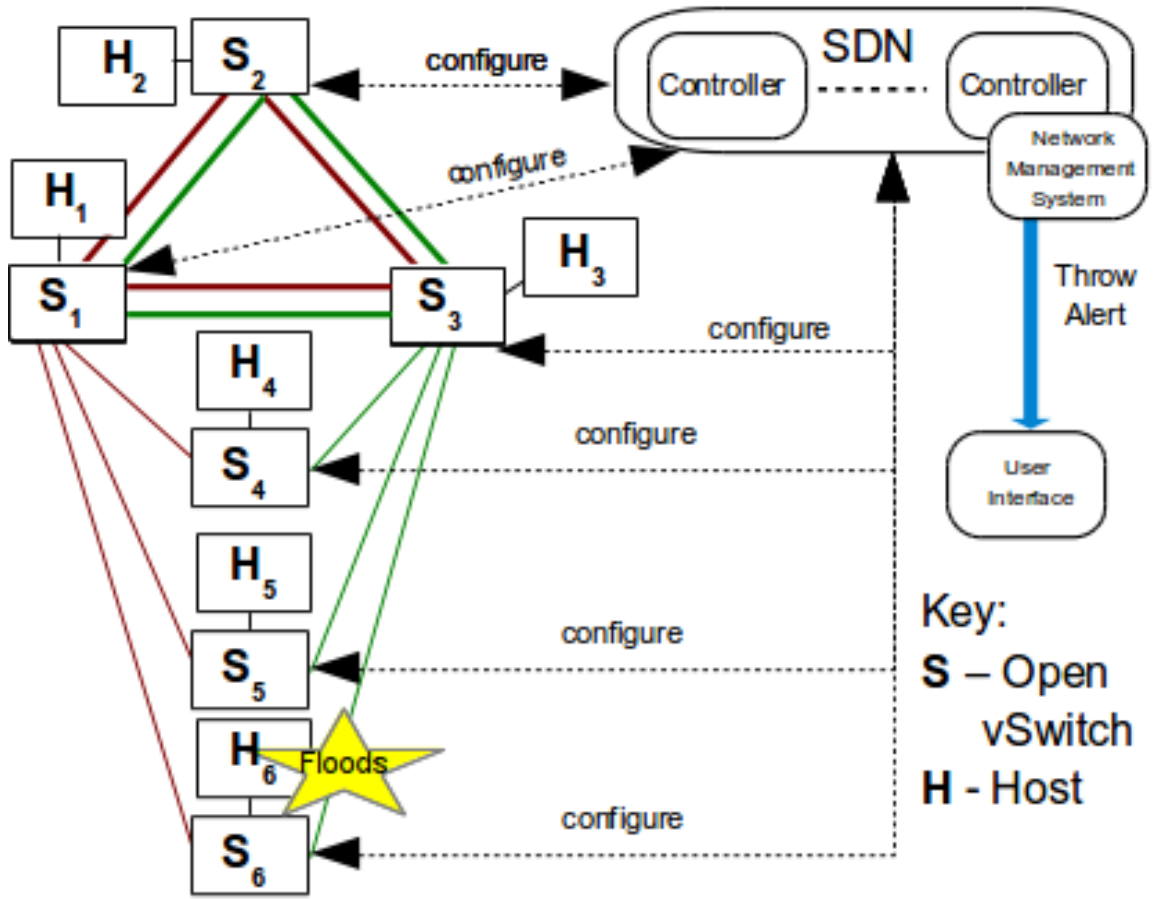 H2
S2
configure
SDN
Controller
Controller
configure
Network
Management
System
H1
H3
S1
S3
Throw
Alert
configure
H4
configure
S4
User
Interface
H5
configure
S5
Key:
S – Open
vSwitch
H - Host
H6
Floods
configure
S6